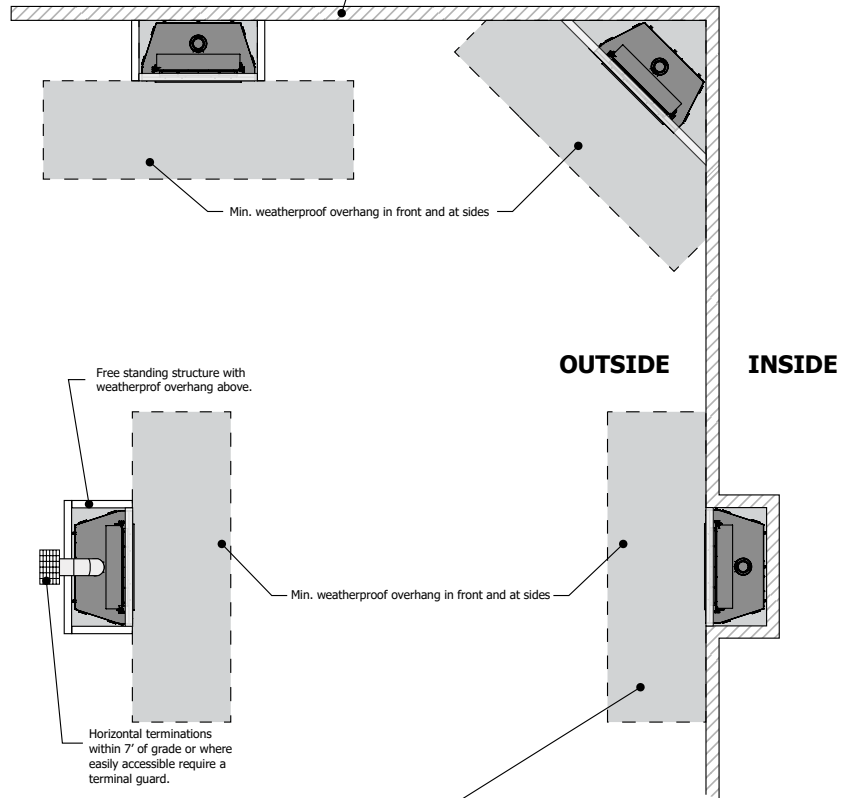 Min. weatherproof overhang in front and at sides
OUTSIDE
INSIDE
Free standing structure with
weatherprof overhang above.
Min. weatherproof overhang in front and at sides
Horizontal terminations
within 7' of grade or where
easily accessible require a
terminal guard.